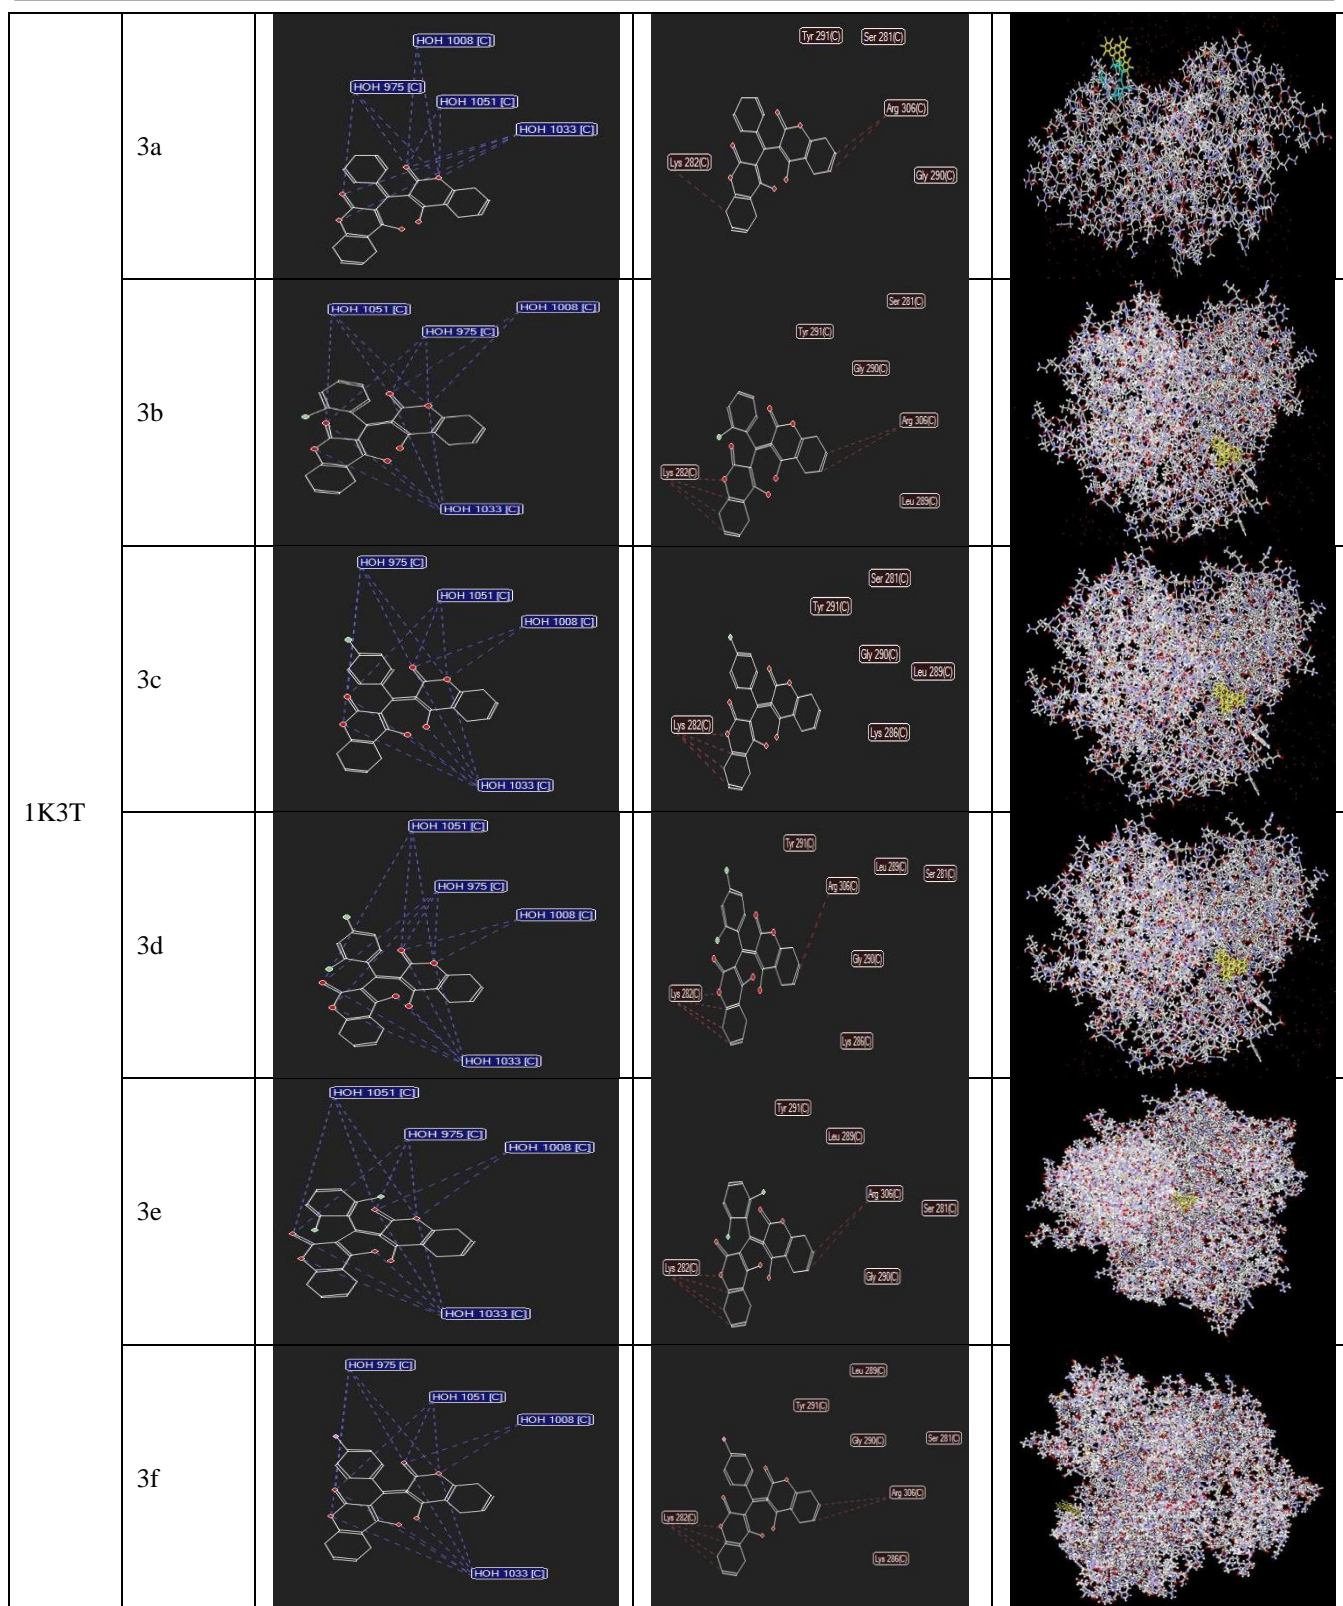 1K3T
3a
HOH 1008 [C]
HOH 975 [C]
HOH 1051 [C]
HOH 1033 [C]
Tyr 291(C)
Ser 281(C)
Arg 306(C)
Lys 282(C)
Gly 290(C)
3b
HOH 1051 [C]
HOH 1008 [C]
HOH 975 [C]
HOH 1033 [C]
Ser 281(C)
Tyr 291(C)
Gly 290(C)
Arg 306(C)
Lys 282(C)
Leu 289(C)
3c
HOH 975 [C]
HOH 1051 [C]
HOH 1008 [C]
HOH 1033 [C]
Ser 281(C)
Tyr 291(C)
Gly 290(C)
Leu 289(C)
Lys 282(C)
Lys 286(C)
3d
HOH 1051 [C]
HOH 975 [C]
HOH 1008 [C]
HOH 1033 [C]
Tyr 291(C)
Leu 289(C)
Ser 281(C)
Arg 306(C)
Gly 290(C)
Lys 282(C)
Lys 286(C)
3e
HOH 1051 [C]
HOH 975 [C]
HOH 1008 [C]
HOH 1033 [C]
Tyr 291(C)
Leu 289(C)
Arg 306(C)
Ser 281(C)
Lys 282(C)
Gly 290(C)
3f
HOH 975 [C]
HOH 1051 [C]
HOH 1008 [C]
HOH 1033 [C]
Leu 289(C)
Tyr 291(C)
Gly 290(C)
Ser 281(C)
Arg 306(C)
Lys 282(C)
Lys 286(C)